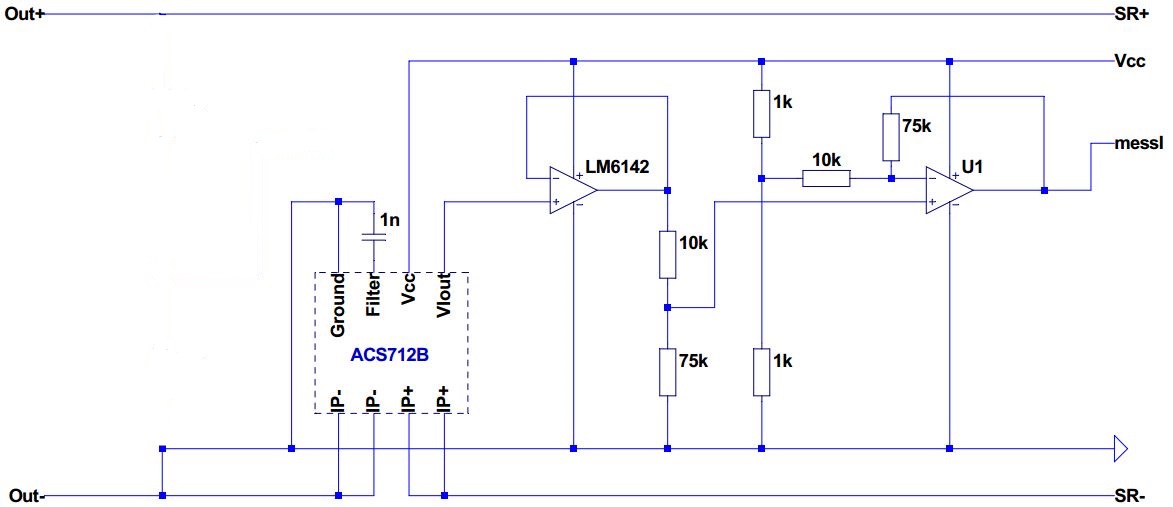 Out+ SR+
Vcc
1k
75k
messI
10k
LM6142 U1
1n
10k
Ground Filter Vcc VIout
ACS712B
75k 1k
IP- IP- IP+ IP+
Out- SR-